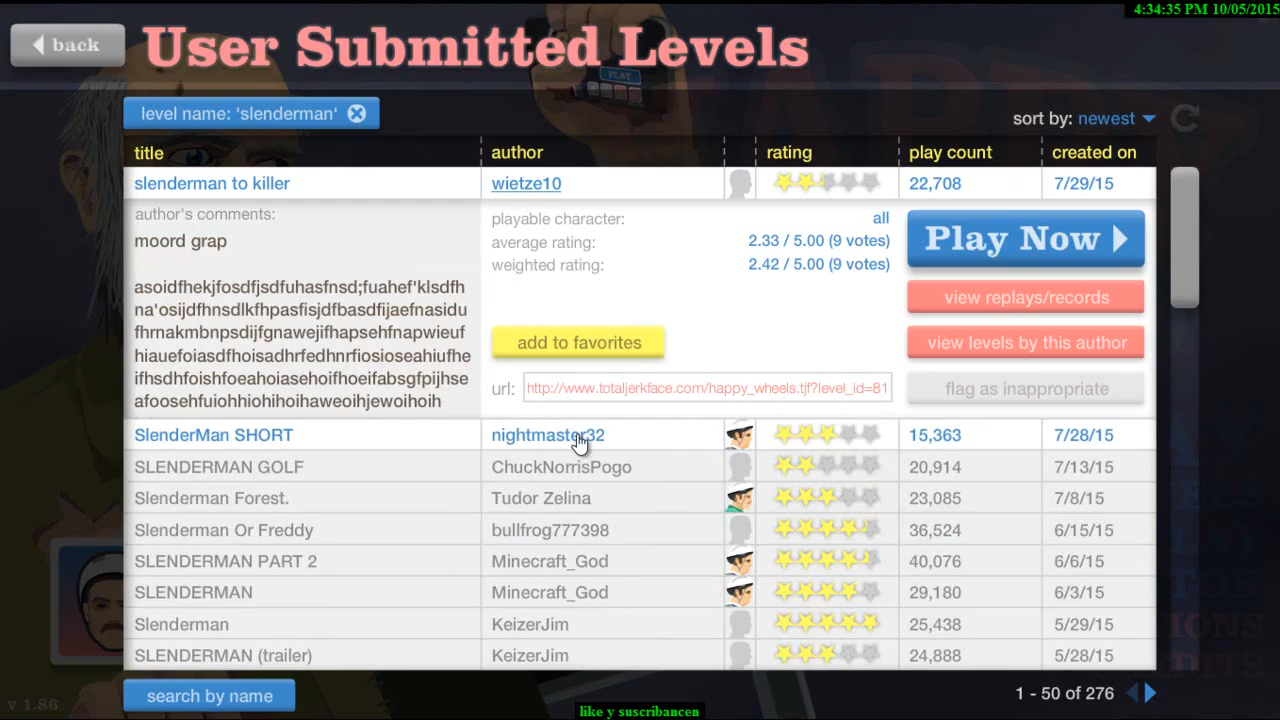 4:34:35 PM 10/05/2015
back
User Submitted Levels
PLAY
level name: 'slenderman'
sort by: newest
title author rating play count created on
slenderman to killer wietze10 22,708 7/29/15
author's comments:
moord grap
asoidfhekjfosdfjsdfuhasfnsd;fuahef'klsdfh
na'osijdfhnsdlkfhpasfisjdfbasdfijaefnasidu
fhrnakmbnpsdijfgnawejifhapsehfnapwieuf
hiauefoiasdfhoisadhrfedhnrfiosioseahiufhe
ifhsdhfoishfoeahoiasehoifhoeifabsgfpijhse
afoosehfuiohhiohihoihaweoihjewoihoih
playable character: all
average rating: 2.33 / 5.00 (9 votes)
weighted rating: 2.42 / 5.00 (9 votes)
add to favorites
url: http://www.totaljerkface.com/happy_wheels.tjf?level_id=81
Play Now
view replays/records
view levels by this author
flag as inappropriate
SlenderMan SHORT nightmaster32 15,363 7/28/15
SLENDERMAN GOLF ChuckNorrisPogo 20,914 7/13/15
Slenderman Forest. Tudor Zelina 23,085 7/8/15
Slenderman Or Freddy bullfrog777398 36,524 6/15/15
SLENDERMAN PART 2 Minecraft_God 40,076 6/6/15
SLENDERMAN Minecraft_God 29,180 6/3/15
Slenderman KeizerJim 25,438 5/29/15
SLENDERMAN (trailer) KeizerJim 24,888 5/28/15
search by name
1 - 50 of 276
v 1.86
like y suscribancen